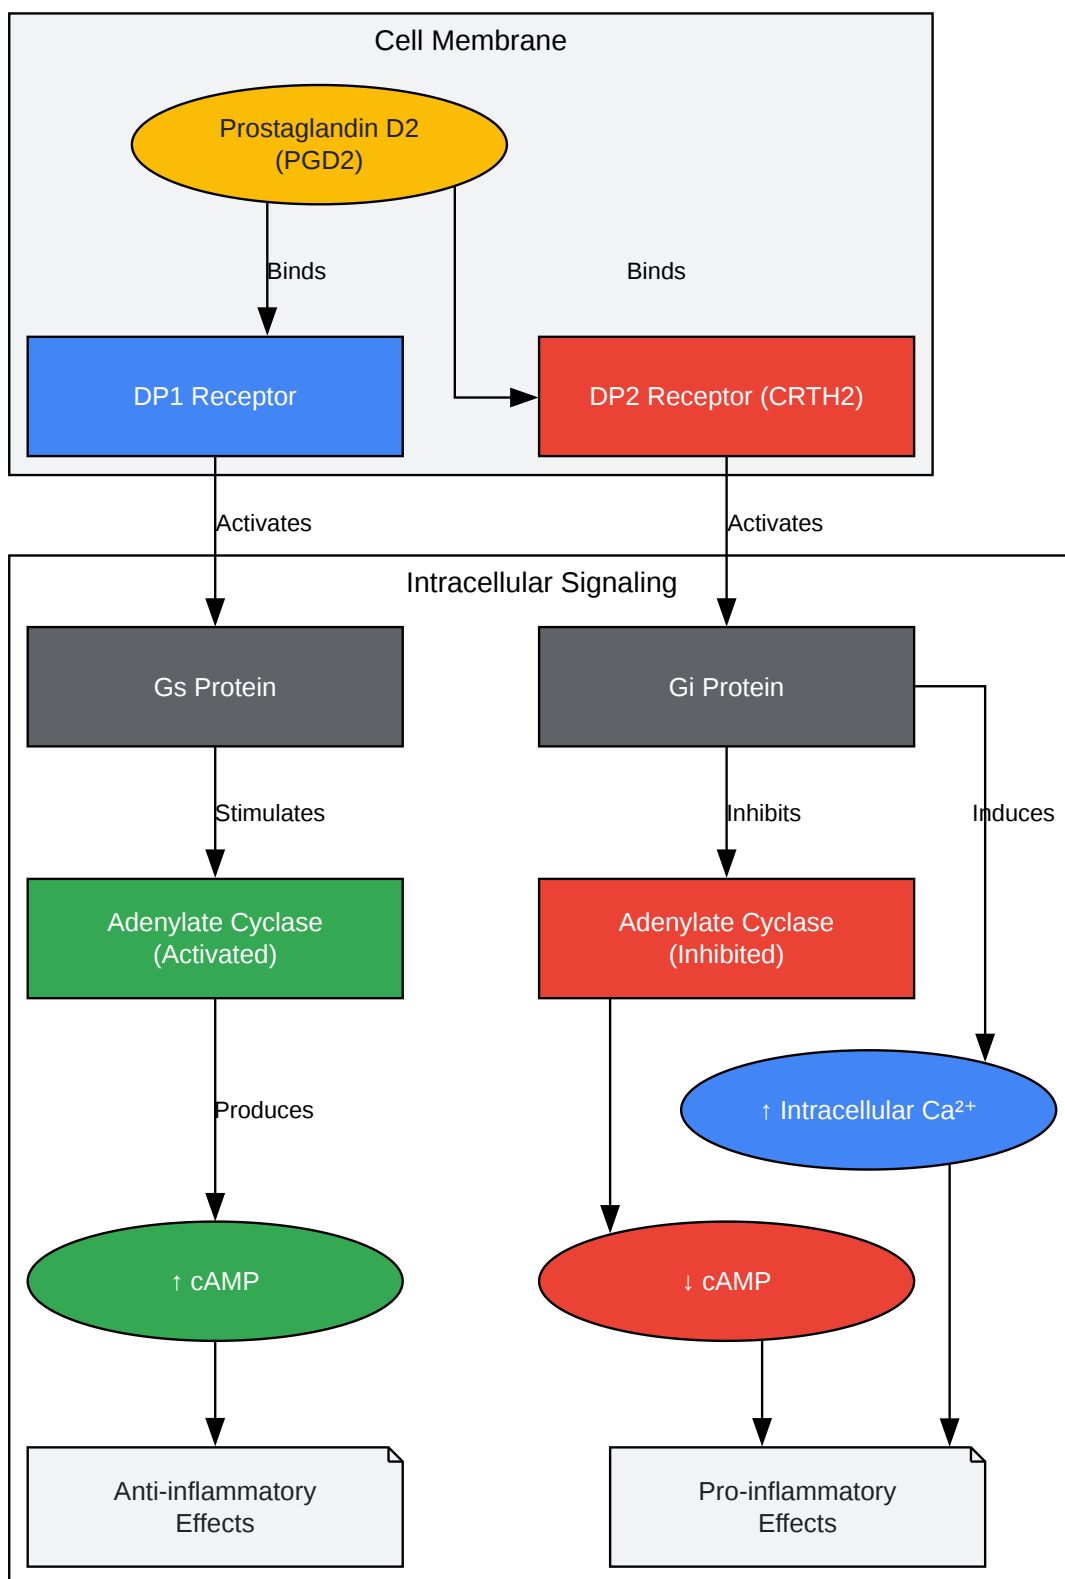 Cell Membrane
Prostaglandin D2
(PGD2)
Binds
Binds
DP1 Receptor
DP2 Receptor (CRTH2)
Activates
Activates
Intracellular Signaling
Gs Protein
Gi Protein
Stimulates
Inhibits
Induces
Adenylate Cyclase
(Activated)
Adenylate Cyclase
(Inhibited)
Produces
↑ Intracellular Ca²⁺
↑ cAMP
↓ cAMP
Anti-inflammatory
Effects
Pro-inflammatory
Effects